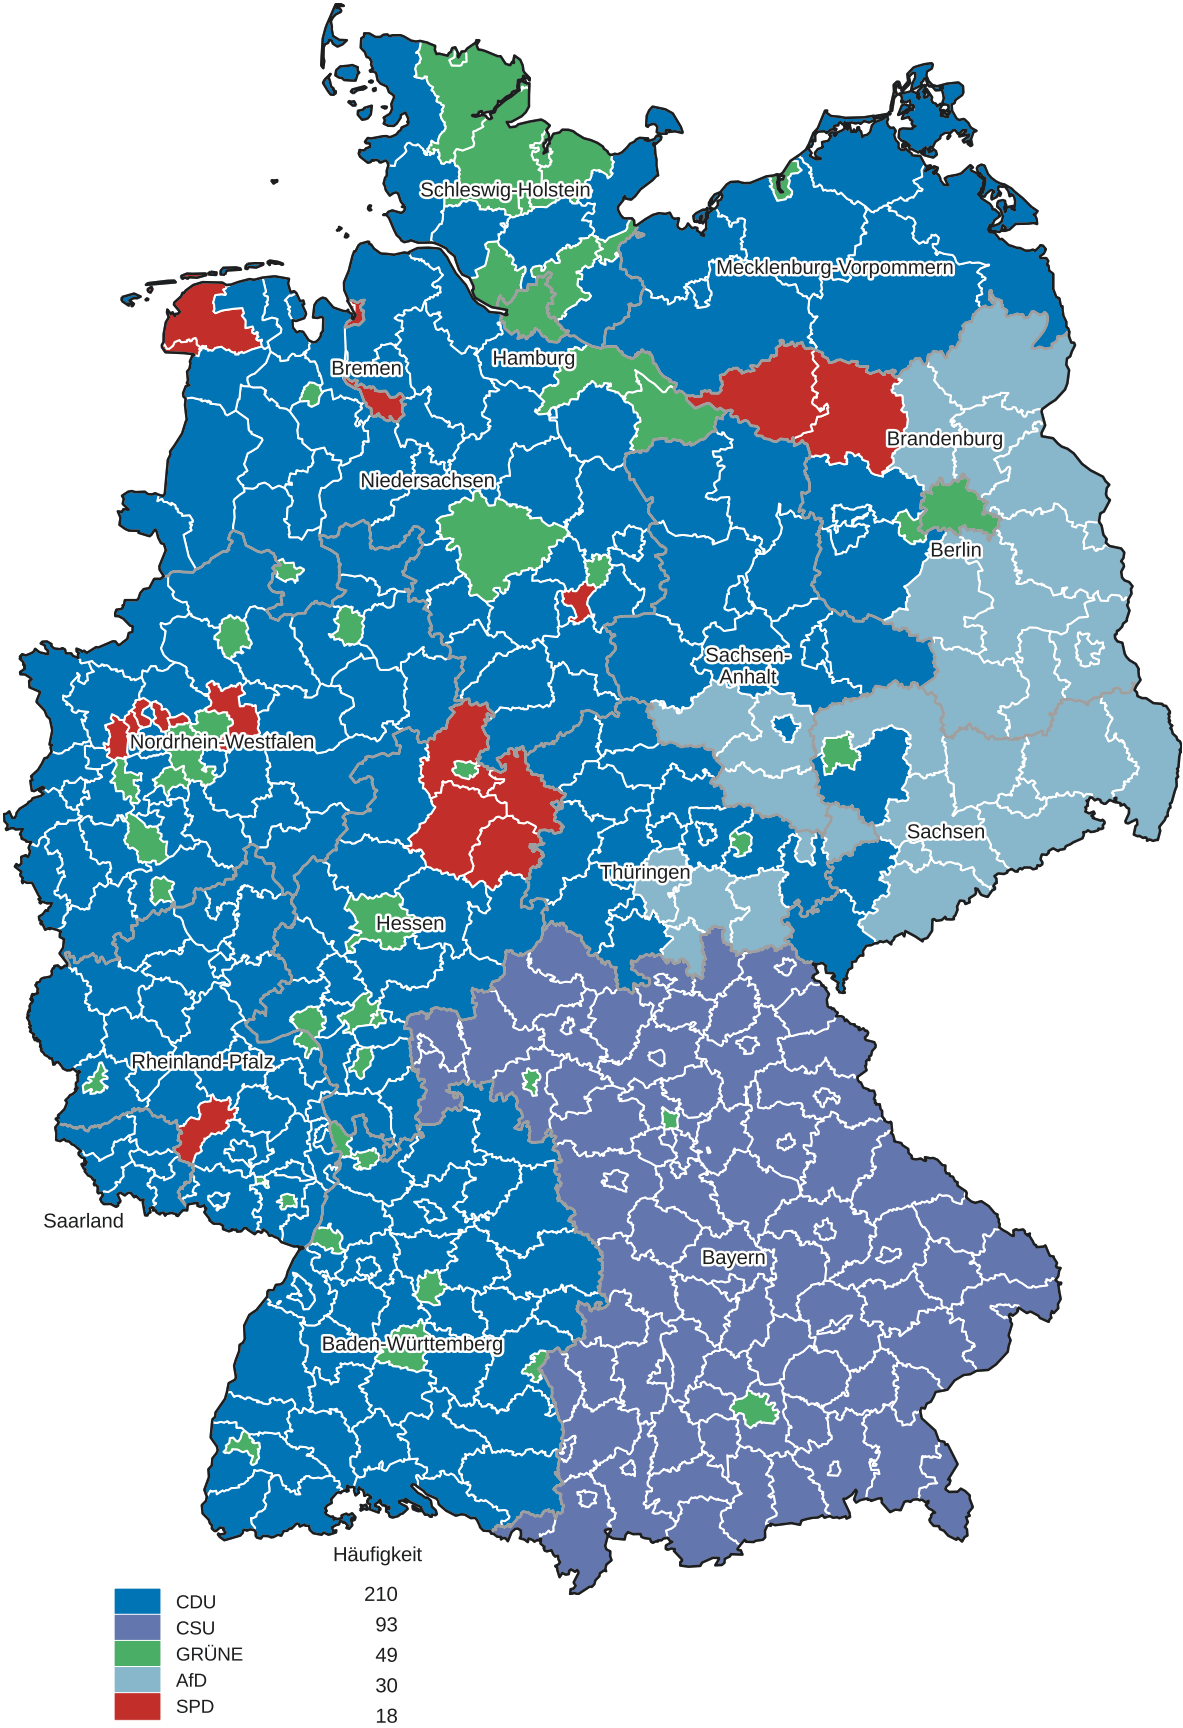 Schleswig-Holstein
Mecklenburg-Vorpommern
Hamburg
Bremen
Brandenburg
Niedersachsen
Berlin
Sachsen-
Anhalt
Nordrhein-Westfalen
Sachsen
Thüringen
Hessen
Rheinland-Pfalz
Saarland
Bayern
Baden-Württemberg
Häufigkeit
CDU 210
CSU 93
GRÜNE 49
AfD 30
SPD 18